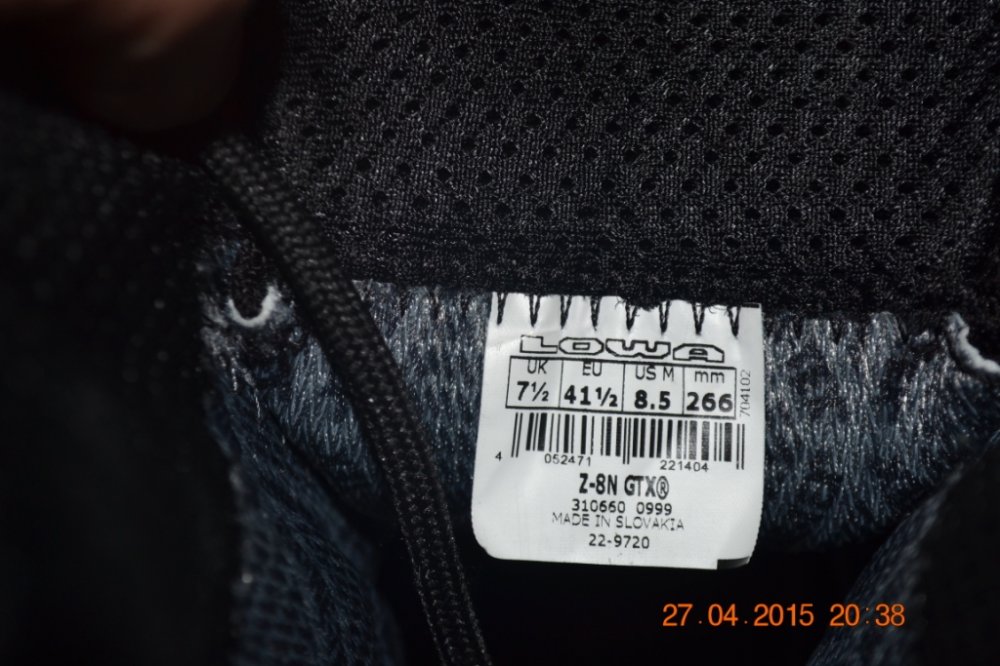 LOWA
UK EU US M mm
7½ 41½ 8.5 266
704102
4 052471 221404
Z-8N GTX®
310660 0999
MADE IN SLOVAKIA
22-9720
27.04.2015 20:38